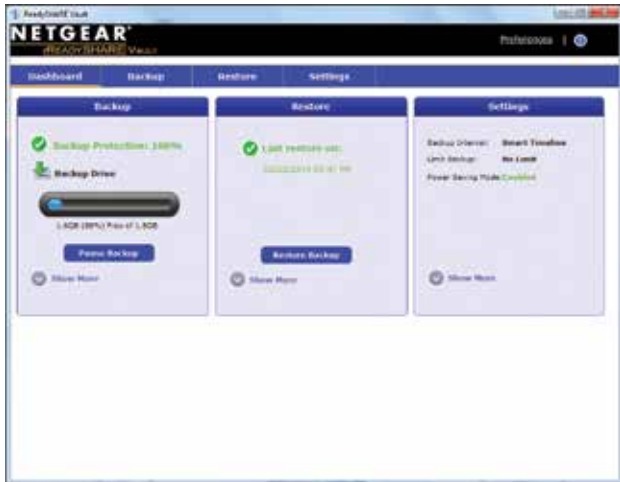 ReadySHARE Vault
NETGEAR®
READYSHARE Vault
Preferences |
Dashboard Backup Restore Settings
Backup
Backup Protection: 100%
Backup Drive
Pause Backup
Show More
Restore
Last restore on:
Restore Backup
Show More
Settings
Backup Interval: Smart Timeline
Limit Backup: No Limit
Power Saving Mode: Enabled
Show More